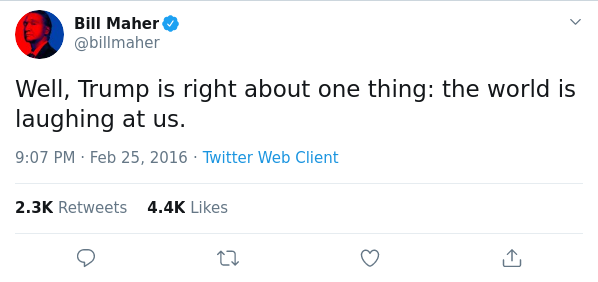 Bill Maher
@billmaher
Well, Trump is right about one thing: the world is
laughing at us.
9:07 PM · Feb 25, 2016 · Twitter Web Client
2.3K Retweets 4.4K Likes